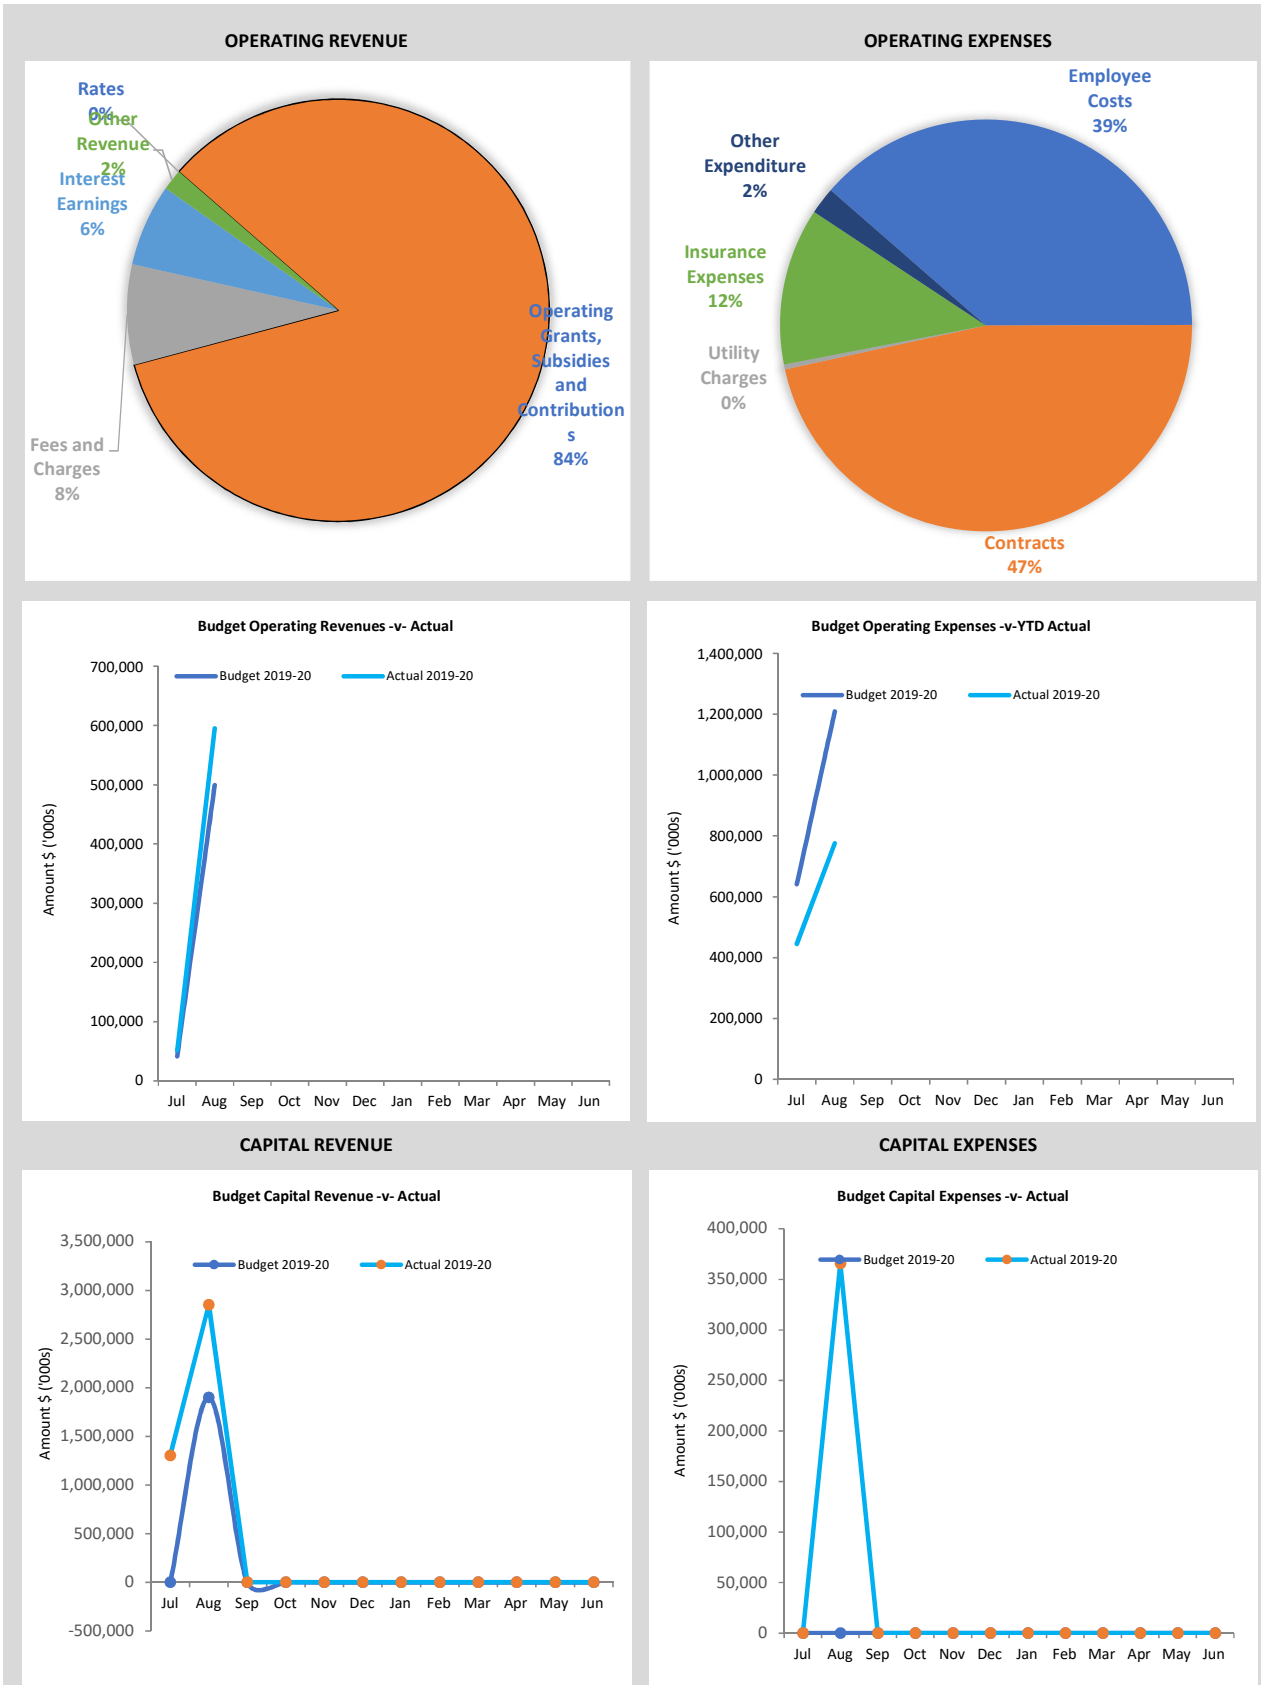 OPERATING REVENUE
OPERATING EXPENSES
Rates
0%
Other
Revenue
2%
Interest
Earnings
6%
Fees and
Charges
8%
Operating
Grants,
Subsidies
and
Contribution
s
84%
Employee
Costs
39%
Other
Expenditure
2%
Insurance
Expenses
12%
Utility
Charges
0%
Contracts
47%
Budget Operating Revenues -v- Actual
Budget 2019-20 Actual 2019-20
Amount $ ('000s)
700,000
600,000
500,000
400,000
300,000
200,000
100,000
0
Jul Aug Sep Oct Nov Dec Jan Feb Mar Apr May Jun
Budget Operating Expenses -v-YTD Actual
Budget 2019-20 Actual 2019-20
Amount $ ('000s)
1,400,000
1,200,000
1,000,000
800,000
600,000
400,000
200,000
0
Jul Aug Sep Oct Nov Dec Jan Feb Mar Apr May Jun
CAPITAL REVENUE
CAPITAL EXPENSES
Budget Capital Revenue -v- Actual
Budget 2019-20 Actual 2019-20
Amount $ ('000s)
3,500,000
3,000,000
2,500,000
2,000,000
1,500,000
1,000,000
500,000
0
-500,000
Jul Aug Sep Oct Nov Dec Jan Feb Mar Apr May Jun
Budget Capital Expenses -v- Actual
Budget 2019-20 Actual 2019-20
Amount $ ('000s)
400,000
350,000
300,000
250,000
200,000
150,000
100,000
50,000
0
Jul Aug Sep Oct Nov Dec Jan Feb Mar Apr May Jun